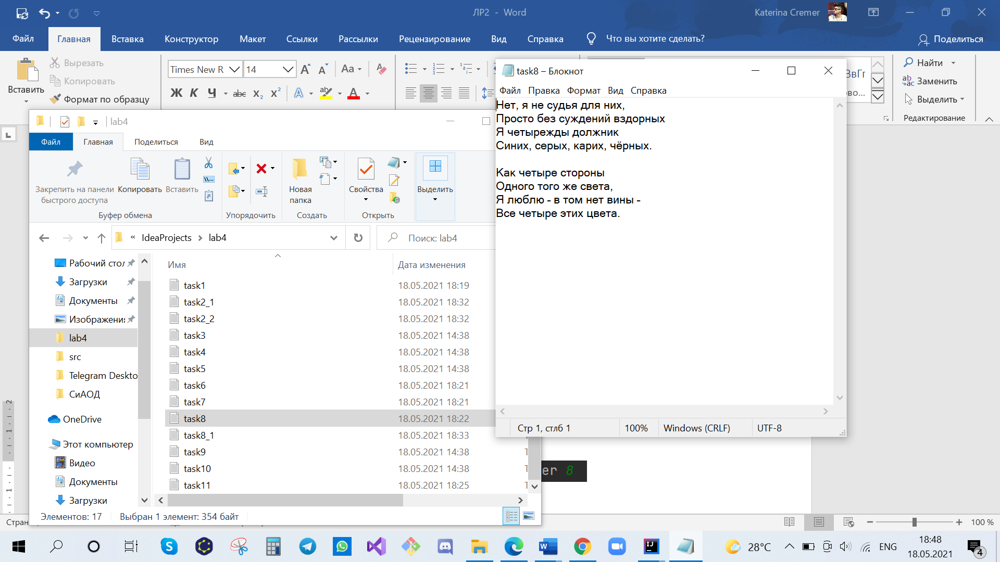 ЛР2 - Word
Katerina Cremer
Файл
Главная
Вставка
Конструктор
Макет
Ссылки
Рассылки
Рецензирование
Вид
Справка
Что вы хотите сделать?
Поделиться
Вставить
Вырезать
Копировать
Формат по образцу
Times New R
14
Aa
Ж К Ч abc X₂ X²
Найти
Заменить
Выделить
Редактирование
lab4
Файл
Главная
Поделиться
Вид
Закрепить на панели
быстрого доступа
Копировать
Вставить
Буфер обмена
Упорядочить
Новая
папка
Создать
Свойства
Открыть
Выделить
« IdeaProjects > lab4
Поиск: lab4
Рабочий стол
Загрузки
Документы
Изображения
lab4
src
Telegram Deskto
СиАОД
OneDrive
Этот компьютер
Видео
Документы
Загрузки
Имя
Дата изменения
task1 18.05.2021 18:19
task2_1 18.05.2021 18:32
task2_2 18.05.2021 18:32
task3 18.05.2021 14:38
task4 18.05.2021 14:38
task5 18.05.2021 14:38
task6 18.05.2021 18:21
task7 18.05.2021 18:21
task8 18.05.2021 18:22
task8_1 18.05.2021 18:33
task9 18.05.2021 14:38
task10 18.05.2021 14:38
task11 18.05.2021 18:25
Элементов: 17
Выбран 1 элемент: 354 байт
task8 – Блокнот
Файл Правка Формат Вид Справка
Нет, я не судья для них,
Просто без суждений вздорных
Я четырежды должник
Синих, серых, карих, чёрных.
Как четыре стороны
Одного того же света,
Я люблю - в том нет вины -
Все четыре этих цвета.
Стр 1, стлб 1
100%
Windows (CRLF)
UTF-8
er 8
Стран
100 %
28°C
ENG
18:48
18.05.2021
4